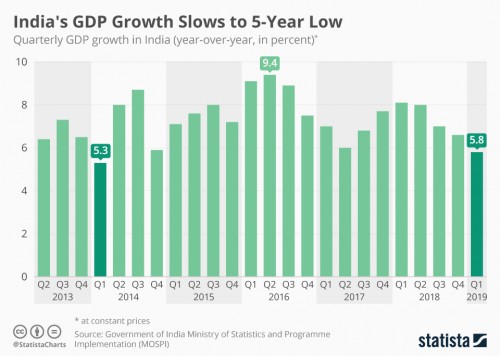 India's GDP Growth Slows to 5-Year Low
Quarterly GDP growth in India (year-over-year, in percent)*
10
8
6
4
2
0
5.3
9.4
5.8
Q2 Q3 Q4 Q1 Q2 Q3 Q4 Q1 Q2 Q3 Q4 Q1 Q2 Q3 Q4 Q1 Q2 Q3 Q4 Q1 Q2 Q3 Q4 Q1
2013 2014 2015 2016 2017 2018 2019
* at constant prices
Source: Government of India Ministry of Statistics and Programme
Implementation (MOSPI)
cc
@StatistaCharts
statista